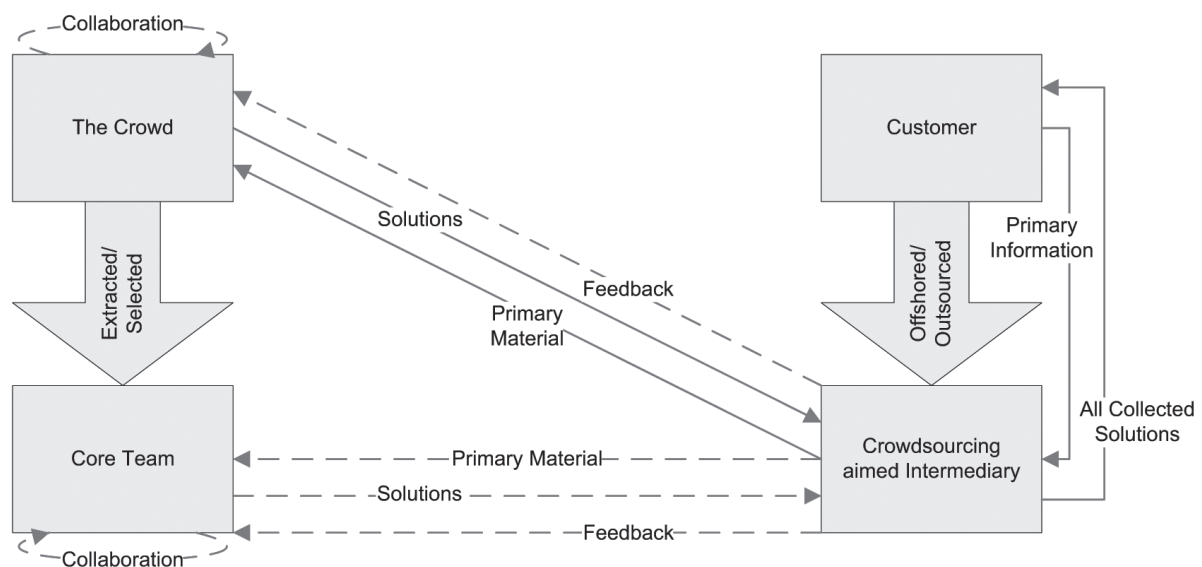 Collaboration
The Crowd
Customer
Solutions
Primary
Information
Extracted/
Selected
Feedback
Offshored/
Outsourced
Primary
Material
All Collected
Solutions
Core Team
Primary Material
Crowdsourcing
aimed Intermediary
Solutions
Feedback
Collaboration